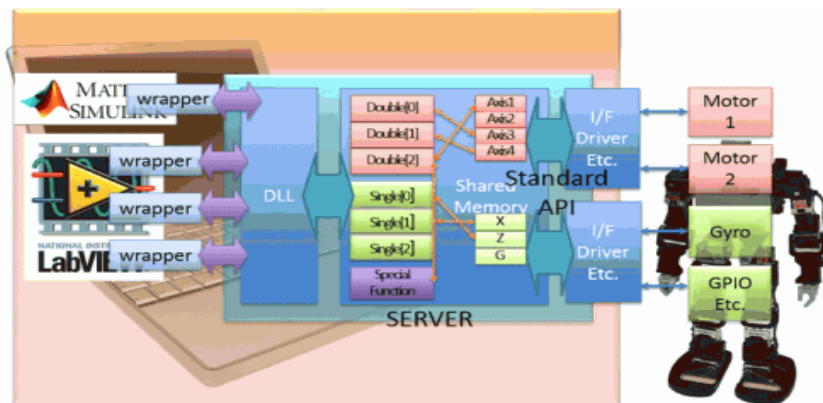 MAT
SIMULINK
wrapper
wrapper
wrapper
wrapper
NATIONAL INSTRUMENTS
LabVIEW
DLL
Double[0]
Double[1]
Double[2]
Single[0]
Single[1]
Single[2]
Special
Function
Axis1
Axis2
Axis3
Axis4
Shared
Memory
X
Z
G
SERVER
Standard
API
I/F
Driver
Etc.
I/F
Driver
Etc.
Motor
1
Motor
2
Gyro
GPIO
Etc.